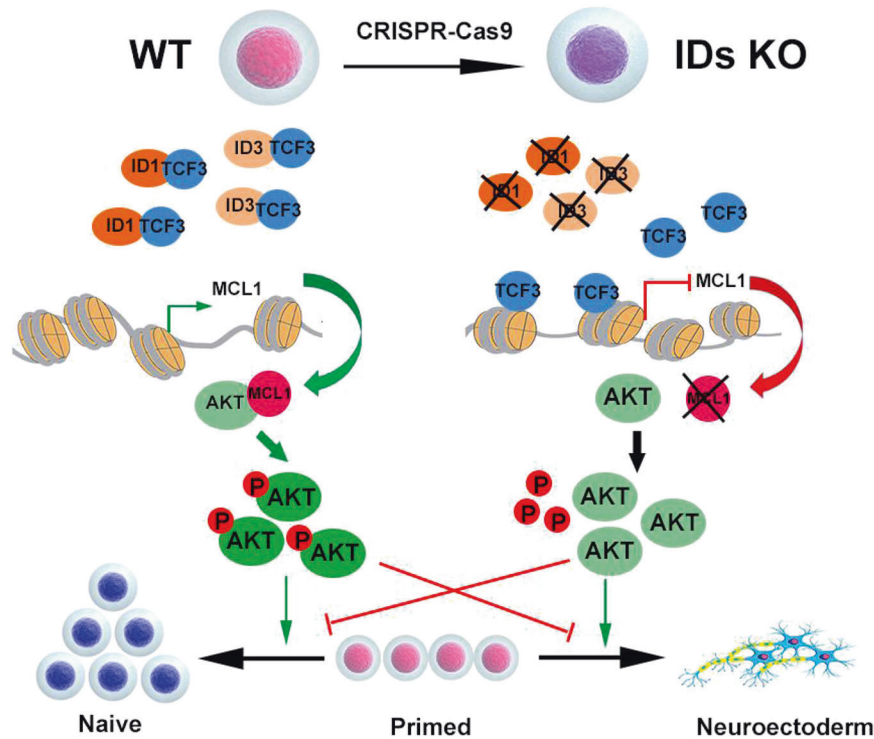 WT
CRISPR-Cas9
IDs KO
ID1 TCF3
ID3 TCF3
ID1 TCF3
ID3 TCF3
ID1
ID3
ID1
ID3
TCF3
TCF3
MCL1
TCF3
TCF3
MCL1
AKT MCL1
AKT
MCL1
P
AKT
P
AKT
P
AKT
P
P
P
AKT
AKT
AKT
Naive
Primed
Neuroectoderm